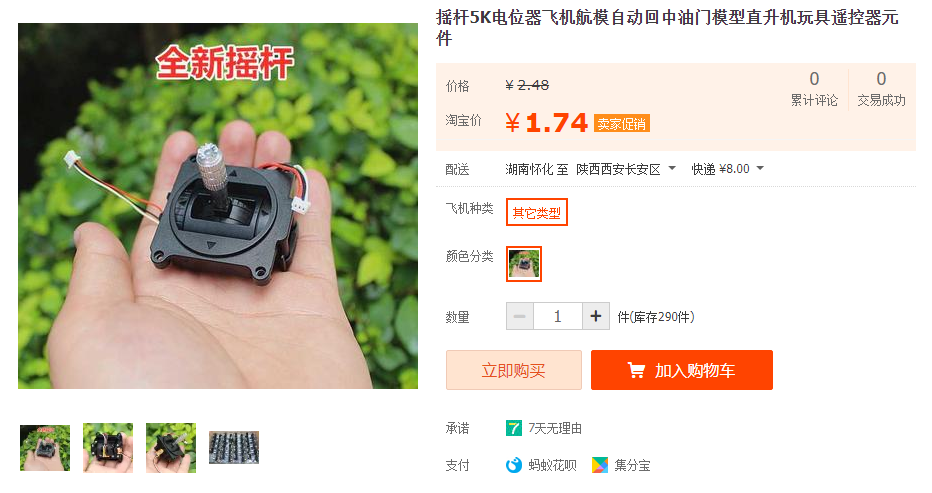 摇杆5K电位器飞机航模自动回中油门模型直升机玩具遥控器元
件
全新摇杆
价格 ¥ 2.48
0 累计评论
0 交易成功
淘宝价 ¥ 1.74 卖家促销
配送 湖南怀化 至 陕西西安长安区 快递 ¥8.00
飞机种类 其它类型
颜色分类
数量 − 1 + 件(库存290件)
立即购买 加入购物车
承诺 7 7天无理由
支付 蚂蚁花呗 集分宝